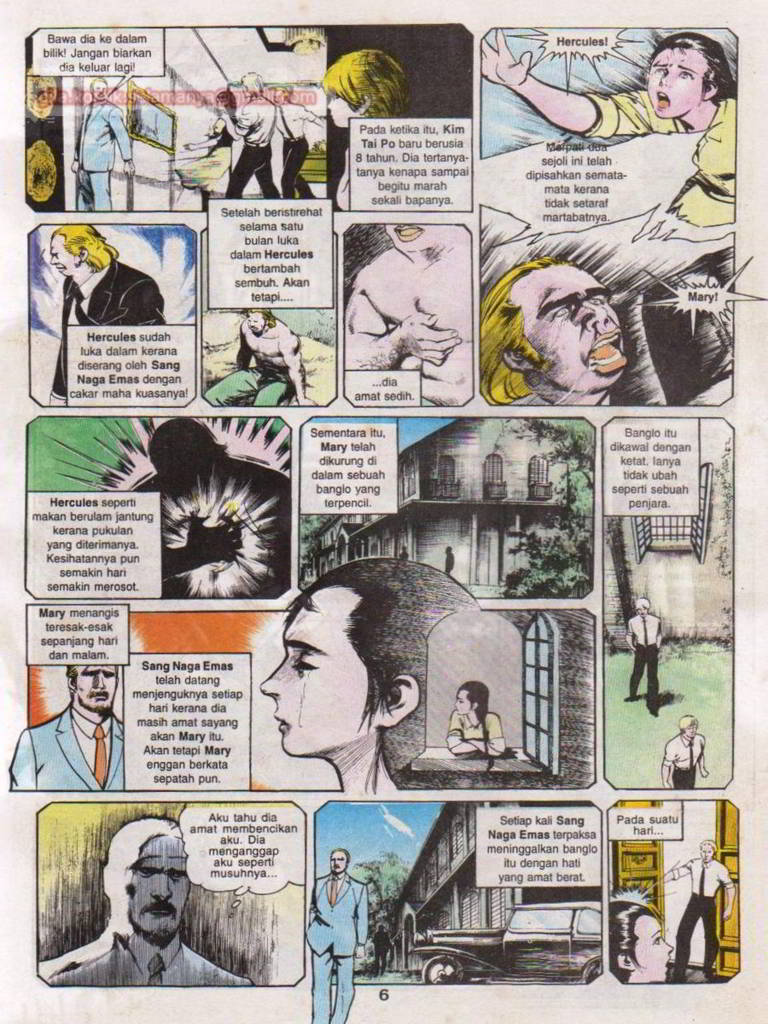 Bawa dia ke dalam
bilik! Jangan biarkan
dia keluar lagi!
Pada ketika itu, Kim
Tai Po baru berusia
8 tahun. Dia tertanya-
tanya kenapa sampai
begitu marah
sekali bapanya.
Hercules!
Merpati dua
sejoli ini telah
dipisahkan semata-
mata kerana
tidak setaraf
martabatnya.
Mary!
Hercules sudah
luka dalam kerana
diserang oleh Sang
Naga Emas dengan
cakar maha kuasanya!
Setelah beristirehat
selama satu
bulan luka
dalam Hercules
bertambah
sembuh. Akan
tetapi....
...dia
amat sedih.
Hercules seperti
makan berulam jantung
kerana pukulan
yang diterimanya.
Kesihatannya pun
semakin hari
semakin merosot.
Sementara itu,
Mary telah
dikurung di
dalam sebuah
banglo yang
terpencil.
Banglo itu
dikawal dengan
ketat. Ianya
tidak ubah
seperti sebuah
penjara.
Mary menangis
teresak-esak
sepanjang hari
dan malam.
Sang Naga Emas
telah datang
menjenguknya setiap
hari kerana dia
masih amat sayang
akan Mary itu.
Akan tetapi Mary
enggan berkata
sepatah pun.
Aku tahu dia
amat membencikan
aku. Dia
menganggap
aku seperti
musuhnya...
Setiap kali Sang
Naga Emas terpaksa
meninggalkan banglo
itu dengan hati
yang amat berat.
Pada suatu
hari...
6